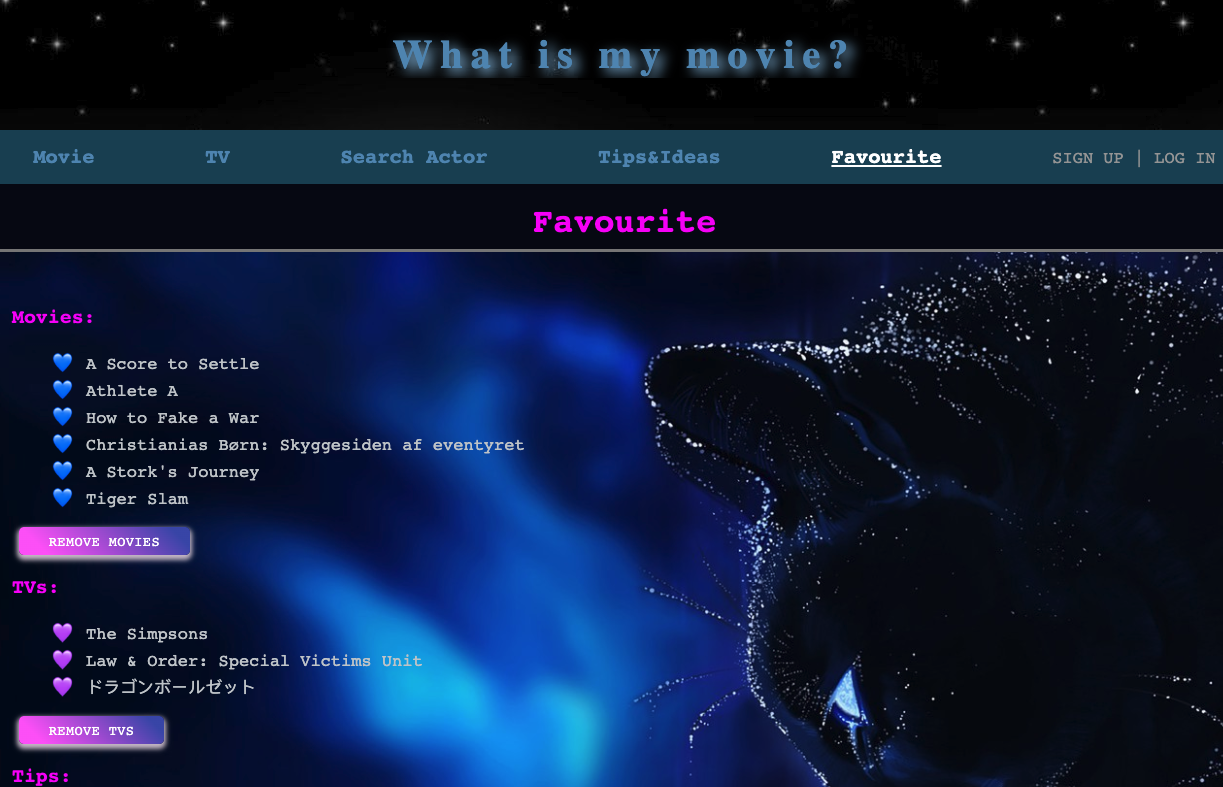 What is my movie?
Movie TV Search Actor Tips&Ideas Favourite SIGN UP | LOG IN
Favourite
Movies:
💙 A Score to Settle
💙 Athlete A
💙 How to Fake a War
💙 Christianias Børn: Skyggesiden af eventyret
💙 A Stork's Journey
💙 Tiger Slam
REMOVE MOVIES
TVs:
💜 The Simpsons
💜 Law & Order: Special Victims Unit
💜 ドラゴンボールゼット
REMOVE TVS
Tips: